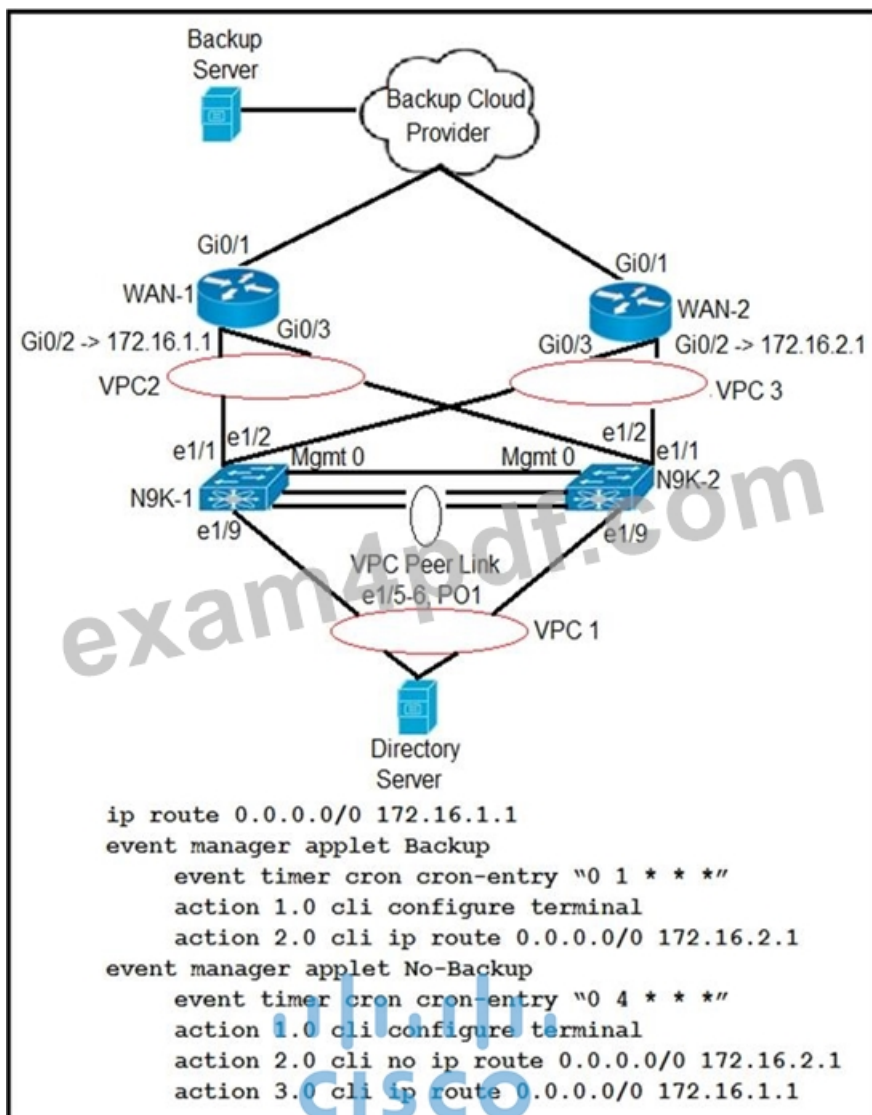 Backup
Server
Backup Cloud
Provider
Gi0/1
Gi0/1
WAN-1
WAN-2
Gi0/3
Gi0/2 -> 172.16.1.1
Gi0/3
Gi0/2 -> 172.16.2.1
VPC2
VPC 3
e1/1
e1/2
Mgmt 0
Mgmt 0
e1/2
e1/1
N9K-1
N9K-2
e1/9
e1/9
VPC Peer Link
e1/5-6, PO1
VPC 1
exam4pdf.com
Directory
Server
ip route 0.0.0.0/0 172.16.1.1
event manager applet Backup
event timer cron cron-entry “0 1 * * *”
action 1.0 cli configure terminal
action 2.0 cli ip route 0.0.0.0/0 172.16.2.1
event manager applet No-Backup
event timer cron cron-entry “0 4 * * *”
action 1.0 cli configure terminal
action 2.0 cli no ip route 0.0.0.0/0 172.16.2.1
action 3.0 cli ip route 0.0.0.0/0 172.16.1.1
CISCO